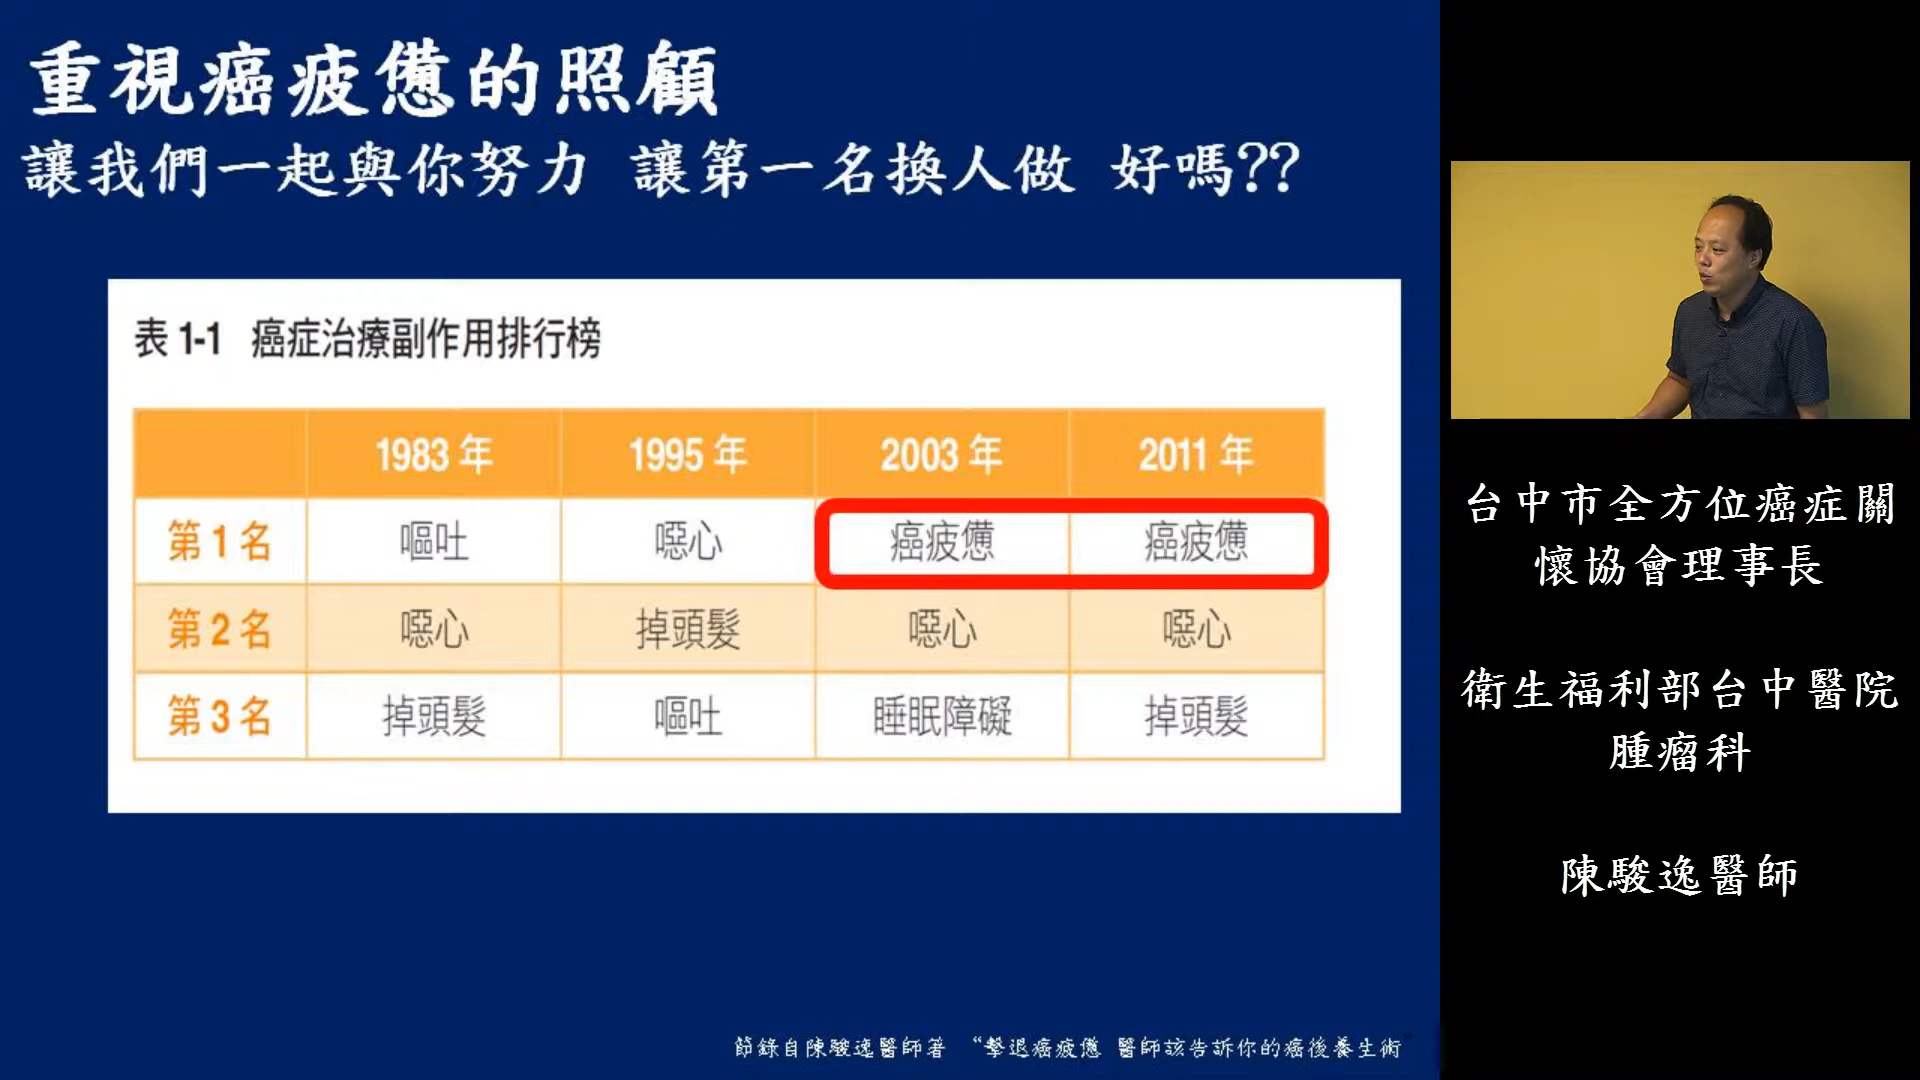 重視癌疲憊的照顧
讓我們一起與你努力 讓第一名換人做 好嗎??
表 1-1 癌症治療副作用排行榜
1983 年 1995 年 2003 年 2011 年
第 1 名 嘔吐 噁心 癌疲憊 癌疲憊
第 2 名 噁心 掉頭髮 噁心 噁心
第 3 名 掉頭髮 嘔吐 睡眠障礙 掉頭髮
節錄自陳駿逸醫師著 “擊退癌疲憊 醫師該告訴你的癌後養生術”
台中市全方位癌症關
懷協會理事長
衛生福利部台中醫院
腫瘤科
陳駿逸醫師